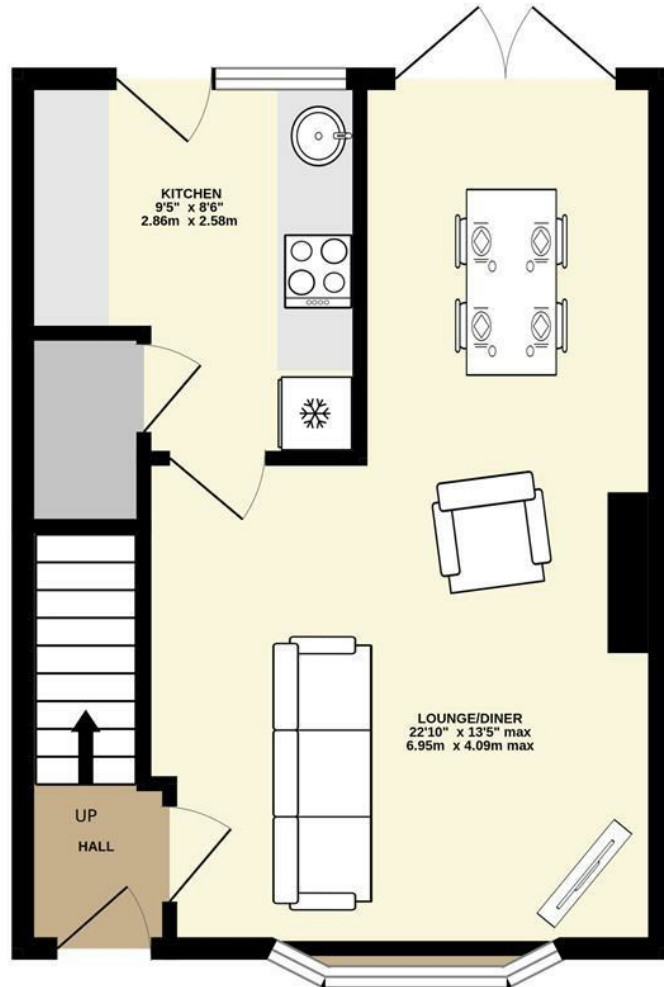 KITCHEN
9'5" x 8'6"
2.86m x 2.58m
LOUNGE/DINER
22'10" x 13'5" max
6.95m x 4.09m max
UP
HALL